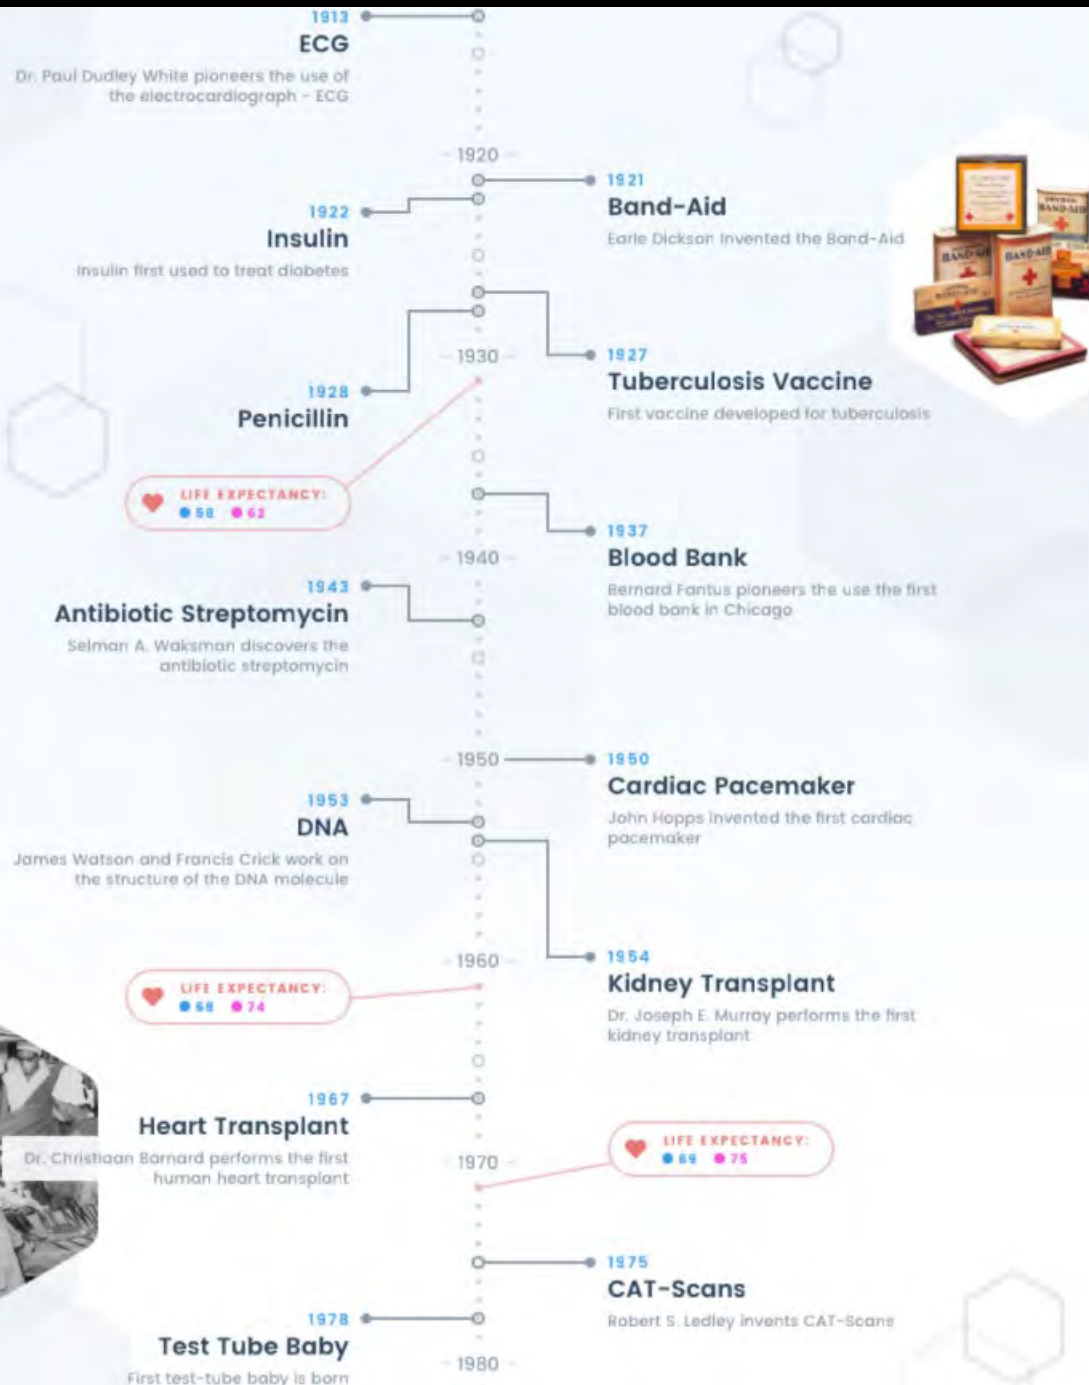 1913
ECG
Dr. Paul Dudley White pioneers the use of
the electrocardiograph - ECG
1920
1921
Band-Aid
Earle Dickson Invented the Band-Aid
BAND-AID
BAND-AID
BAND-AID
1922
Insulin
Insulin first used to treat diabetes
1927
Tuberculosis Vaccine
First vaccine developed for tuberculosis
1930
1928
Penicillin
LIFE EXPECTANCY:
58 62
1937
Blood Bank
Bernard Fantus pioneers the use the first
blood bank in Chicago
1940
1943
Antibiotic Streptomycin
Selman A. Waksman discovers the
antibiotic streptomycin
1950
1950
Cardiac Pacemaker
John Hopps invented the first cardiac
pacemaker
1953
DNA
James Watson and Francis Crick work on
the structure of the DNA molecule
1954
Kidney Transplant
Dr. Joseph E. Murray performs the first
kidney transplant
1960
LIFE EXPECTANCY:
68 74
1967
Heart Transplant
Dr. Christiaan Barnard performs the first
human heart transplant
LIFE EXPECTANCY:
69 75
1970
1975
CAT-Scans
Robert S. Ledley invents CAT-Scans
1978
Test Tube Baby
First test-tube baby is born
1980